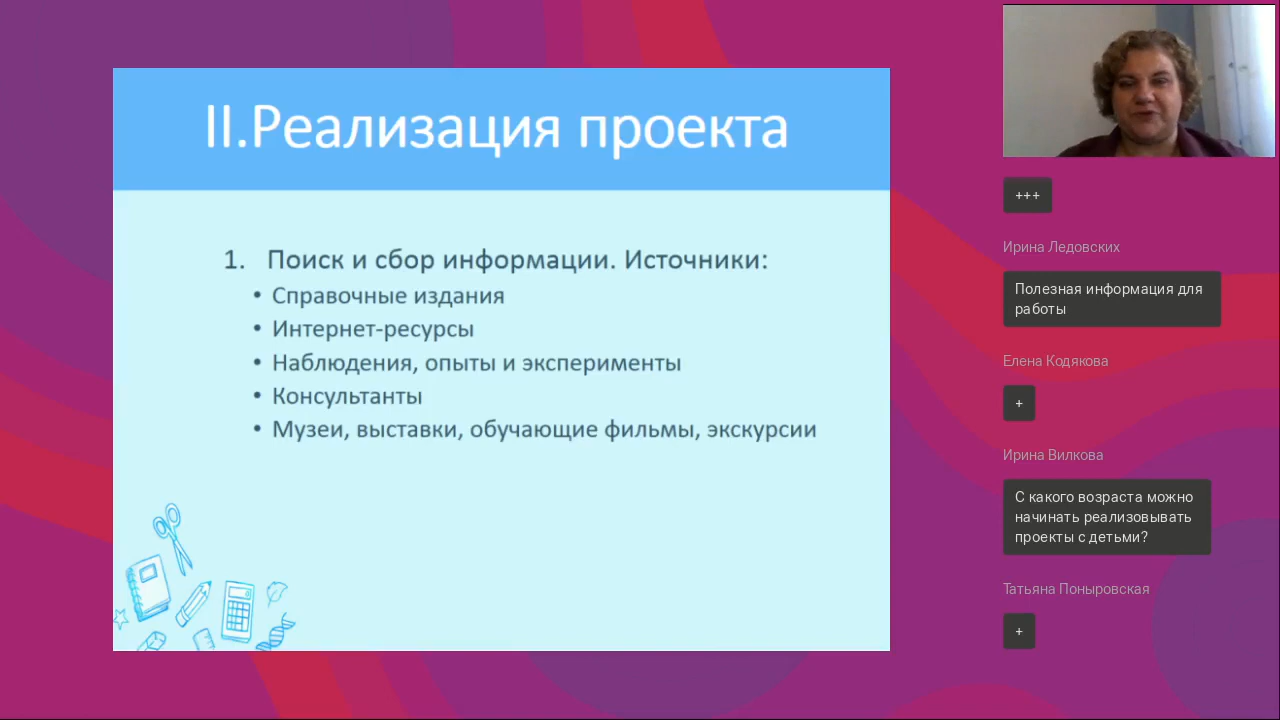 II.Реализация проекта
1. Поиск и сбор информации. Источники:
• Справочные издания
• Интернет-ресурсы
• Наблюдения, опыты и эксперименты
• Консультанты
• Музеи, выставки, обучающие фильмы, экскурсии
+++
Ирина Ледовских
Полезная информация для
работы
Елена Кодякова
+
Ирина Вилкова
С какого возраста можно
начинать реализовывать
проекты с детьми?
Татьяна Поныровская
+